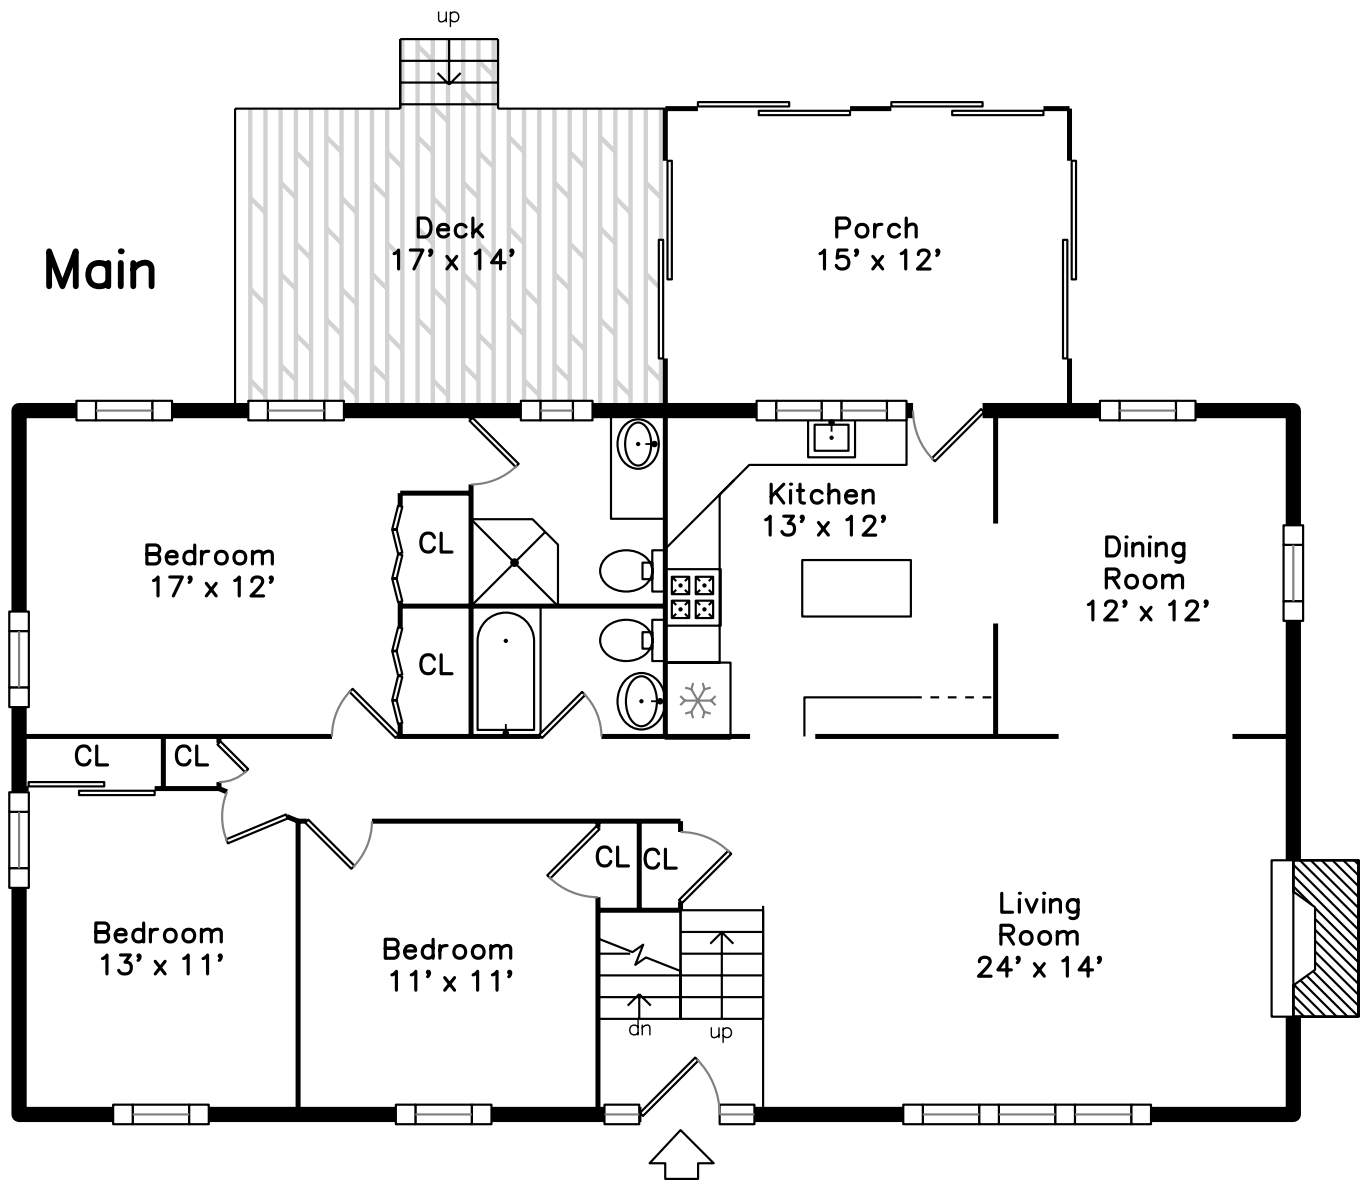 up
Deck
17' x 14'
Porch
15' x 12'
Main
Kitchen
13' x 12'
Bedroom
17' x 12'
CL
Dining
Room
12' x 12'
CL
CL
CL
CL
CL
Bedroom
13' x 11'
Bedroom
11' x 11'
Living
Room
24' x 14'
dn
up